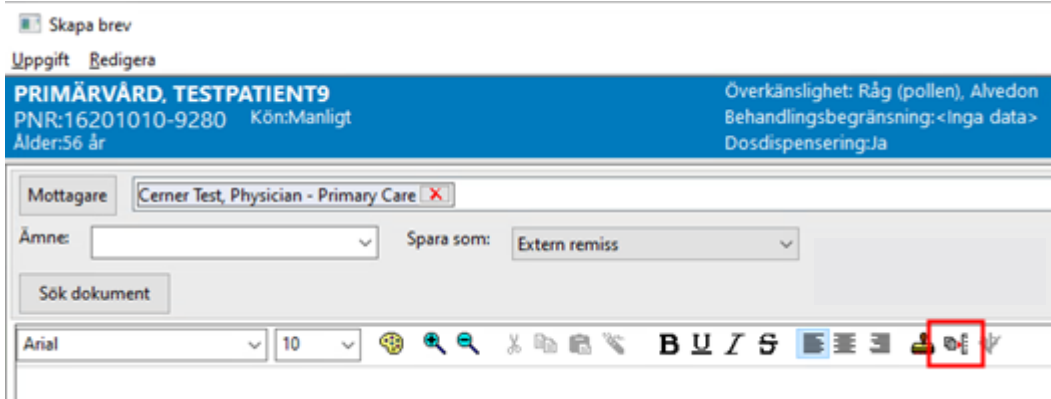 Skapa brev
Uppgift Redigera
PRIMÄRVÅRD, TESTPATIENT9
PNR:16201010-9280 Kön:Manligt
Ålder:56 år
Överkänslighet: Råg (pollen), Alvedon
Behandlingsbegränsning:<Inga data>
Dosdispensering:Ja
Mottagare Cerner Test, Physician - Primary Care
Ämne: Spara som: Extern remiss
Sök dokument
Arial 10 B U I S